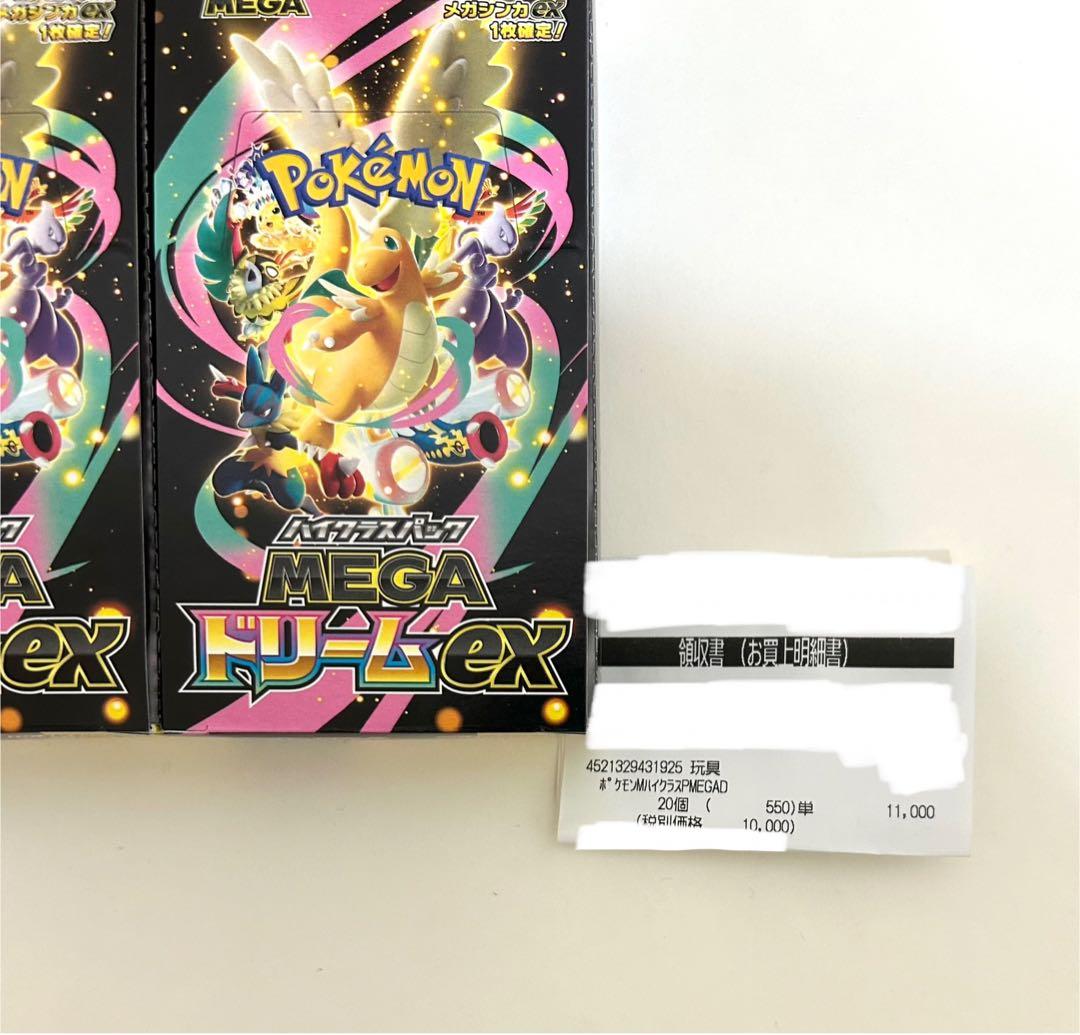 MEGA
メガシンカex
1枚確定!
メガシンカex
1枚確定!
POKéMON
TM
N
TM
ハイクラスパック
MEGA
ドリームex
ク
A
ex
領収書 (お買上明細書)
4521329431925 玩具
ポケモンMハイクラスPMEGAD
20個 ( 550)単 11,000
(税別価格 10,000)